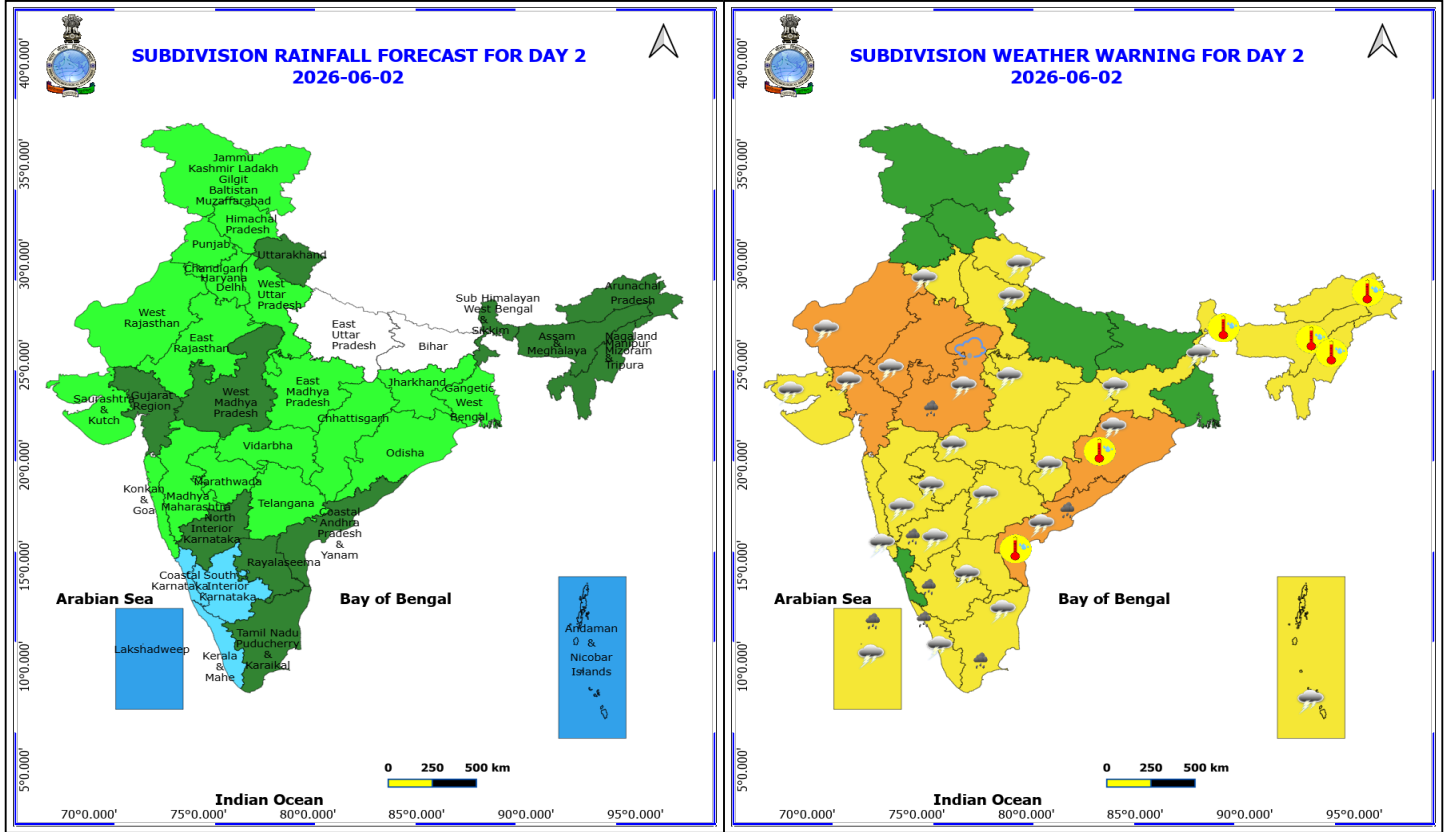 SUBDIVISION RAINFALL FORECAST FOR DAY 2
2026-06-02
40°0.000'
35°0.000'
30°0.000'
25°0.000'
20°0.000'
15°0.000'
10°0.000'
5°0.000'
Jammu
Kashmir Ladakh
Gilgit
Baltistan
Muzaffarabad
Himachal
Pradesh
Punjab
Uttarakhand
Chandigarh
Haryana
Delhi
West
Uttar
Pradesh
West
Rajasthan
East
Rajasthan
East
Uttar
Pradesh
Bihar
Sub Himalayan
West Bengal
&
Sikkim
Arunachal
Pradesh
Assam
&
Meghalaya
Nagaland
Manipur
Mizoram
&
Tripura
Saurashtra
&
Kutch
Gujarat
Region
West
Madhya
Pradesh
East
Madhya
Pradesh
Jharkhand
Gangetic
West
Bengal
Chhattisgarh
Vidarbha
Odisha
Konkan
&
Goa
Madhya
Maharashtra
Marathwada
Telangana
North
Interior
Karnataka
Coastal
Andhra
Pradesh
&
Yanam
Rayalaseema
Coastal
Karnataka
South
Interior
Karnataka
Arabian Sea
Bay of Bengal
Lakshadweep
Kerala
&
Mahe
Tamil Nadu
Puducherry
&
Karaikal
Andaman
&
Nicobar
Islands
0 250 500 km
Indian Ocean
70°0.000' 75°0.000' 80°0.000' 85°0.000' 90°0.000' 95°0.000'
SUBDIVISION WEATHER WARNING FOR DAY 2
2026-06-02
40°0.000'
35°0.000'
30°0.000'
25°0.000'
20°0.000'
15°0.000'
10°0.000'
5°0.000'
Arabian Sea
Bay of Bengal
0 250 500 km
Indian Ocean
70°0.000' 75°0.000' 80°0.000' 85°0.000' 90°0.000' 95°0.000'